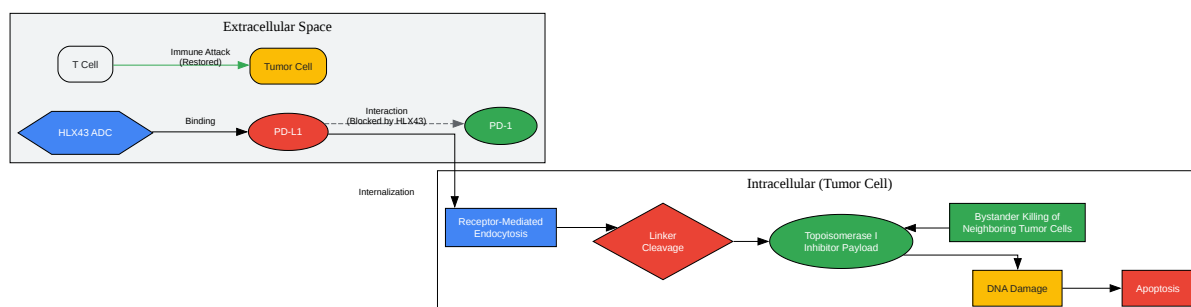 Extracellular Space
T Cell
Immune Attack
(Restored)
Tumor Cell
HLX43 ADC
Binding
PD-L1
Interaction
(Blocked by HLX43)
PD-1
Internalization
Intracellular (Tumor Cell)
Receptor-Mediated
Endocytosis
Linker
Cleavage
Topoisomerase I
Inhibitor Payload
Bystander Killing of
Neighboring Tumor Cells
DNA Damage
Apoptosis